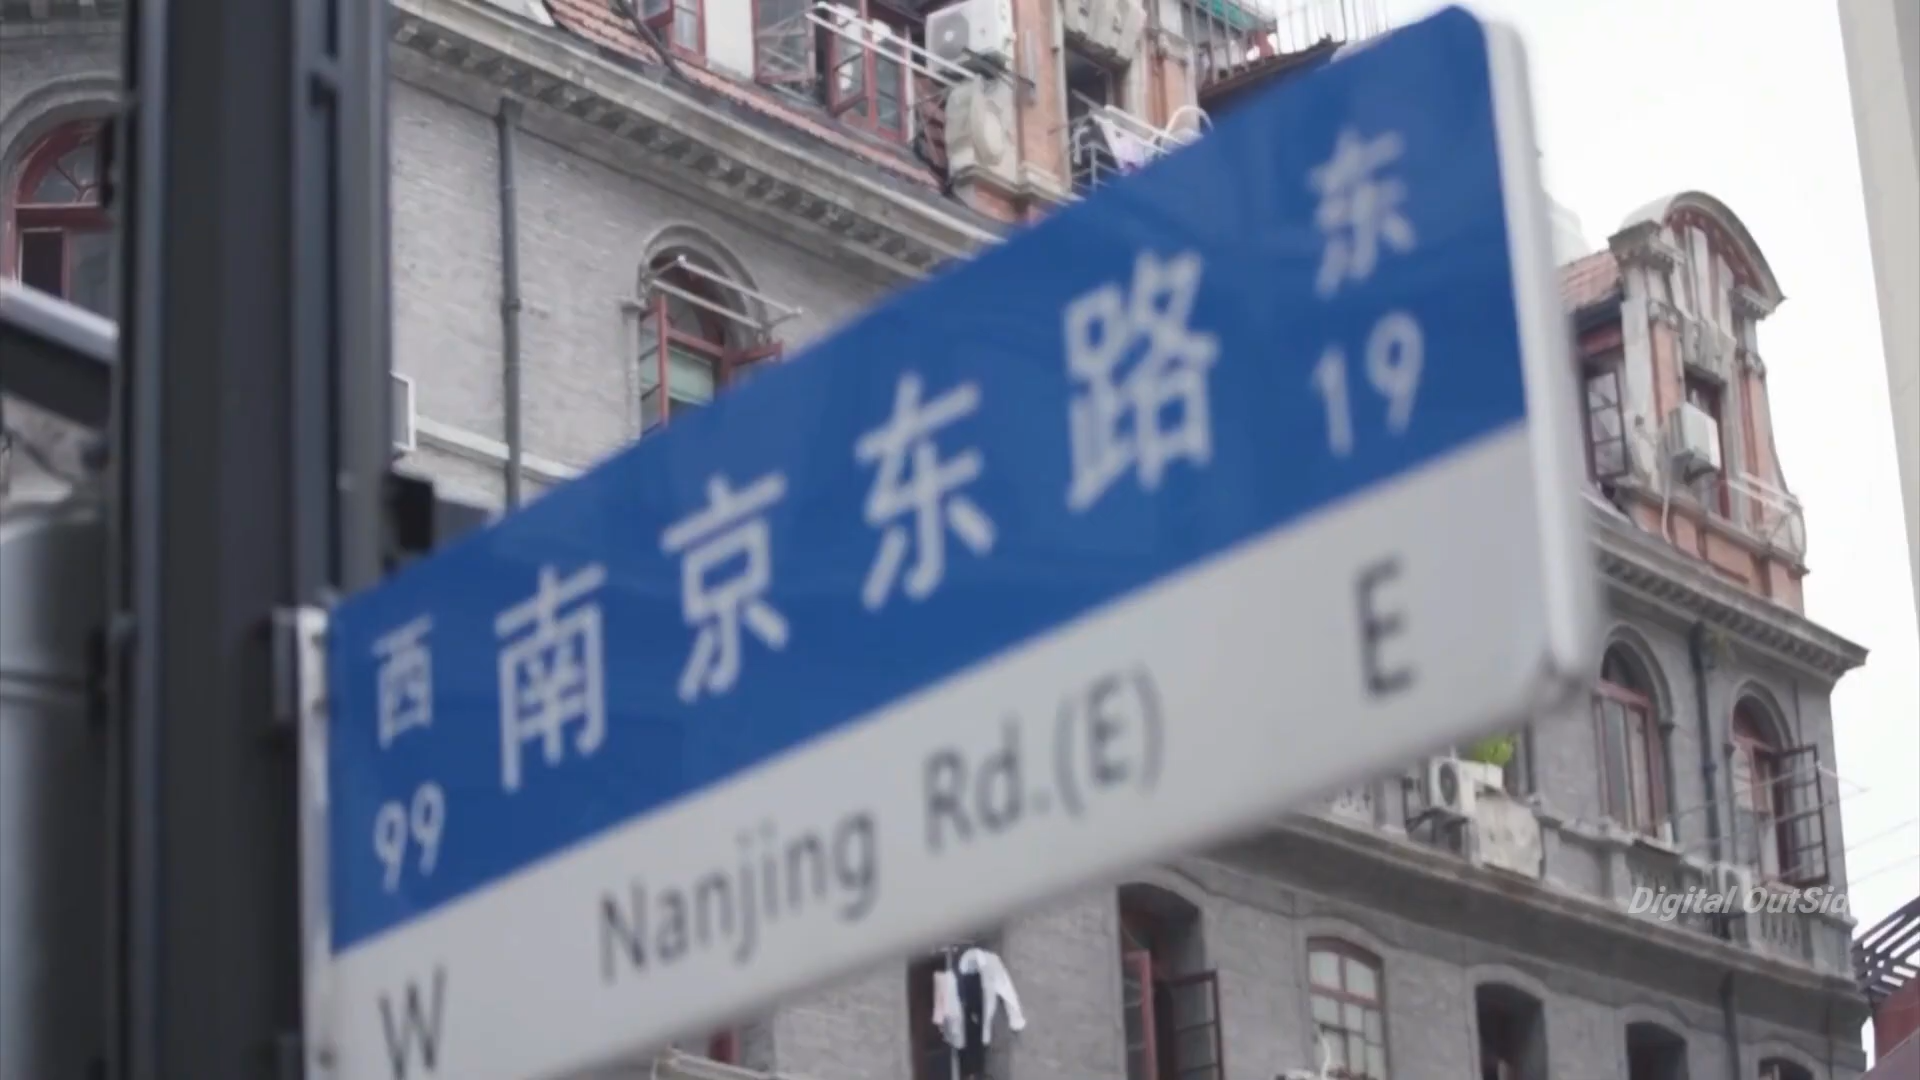 西 南京东路 东
99 19
W Nanjing Rd.(E) E
Digital OutSid